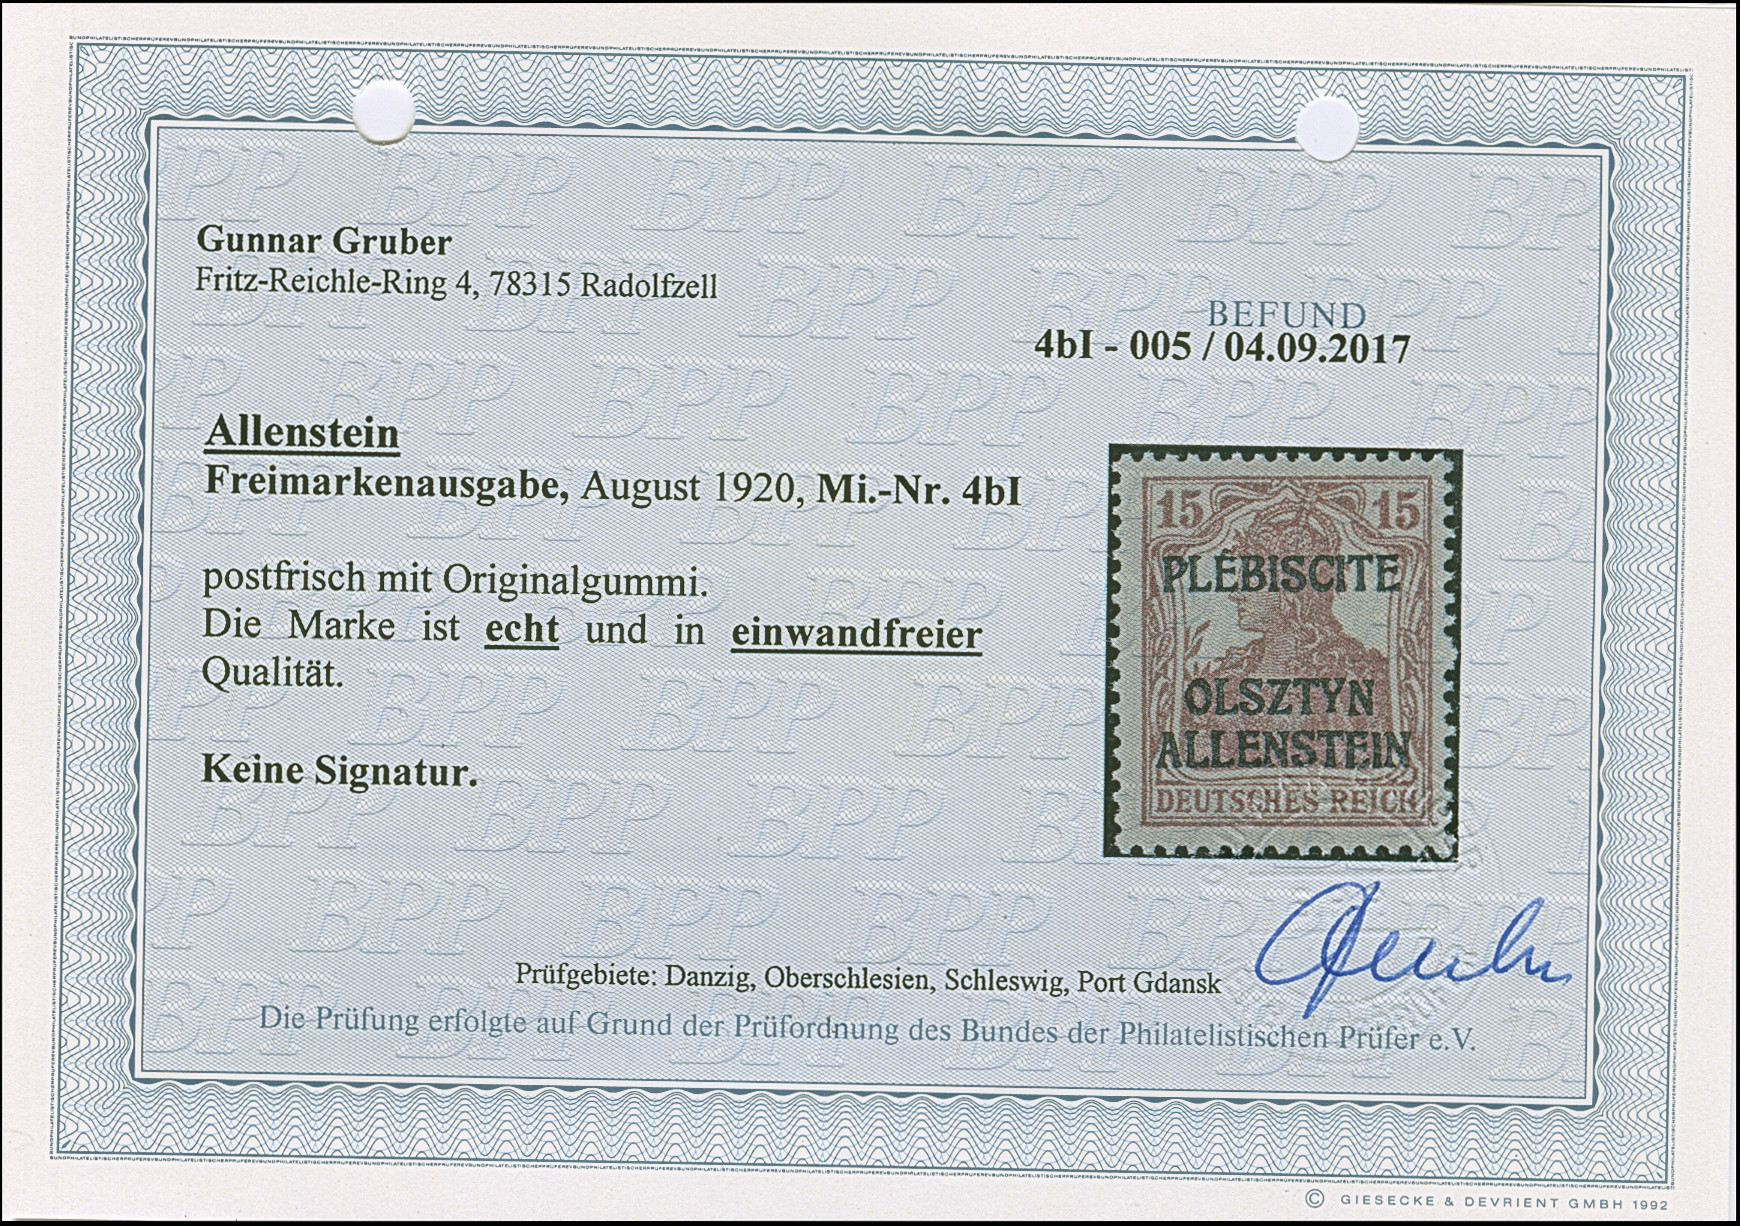 Gunnar Gruber
Fritz-Reichle-Ring 4, 78315 Radolfzell
BEFUND
4bI - 005 / 04.09.2017
Allenstein
Freimarkenausgabe, August 1920, Mi.-Nr. 4bI
postfrisch mit Originalgummi.
Die Marke ist echt und in einwandfreier
Qualität.
Keine Signatur.
15 15
PLÉBISCITE
OLSZTYN
ALLENSTEIN
DEUTSCHES REICH
Prüfgebiete: Danzig, Oberschlesien, Schleswig, Port Gdansk
Die Prüfung erfolgte auf Grund der Prüfordnung des Bundes der Philatelistischen Prüfer e.V.
© GIESECKE & DEVRIENT GMBH 1992